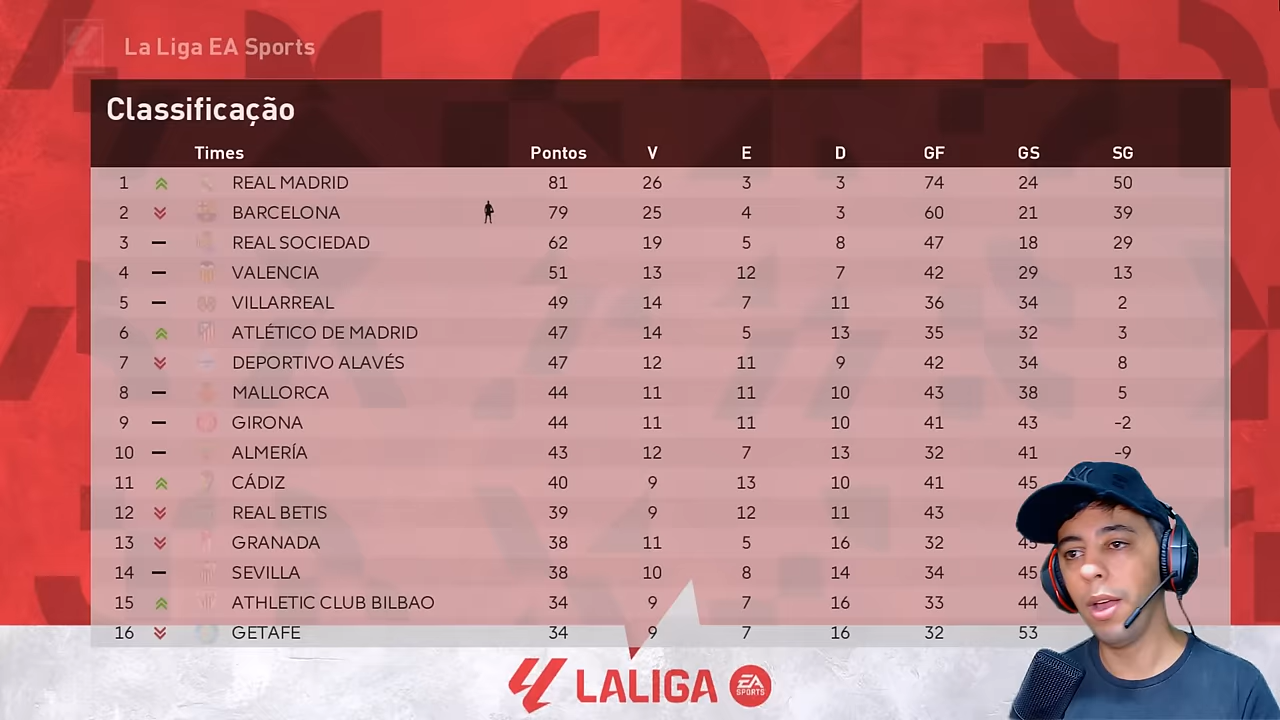 La Liga EA Sports
Classificação
Times Pontos V E D GF GS SG
1 REAL MADRID 81 26 3 3 74 24 50
2 BARCELONA 79 25 4 3 60 21 39
3 REAL SOCIEDAD 62 19 5 8 47 18 29
4 VALENCIA 51 13 12 7 42 29 13
5 VILLARREAL 49 14 7 11 36 34 2
6 ATLÉTICO DE MADRID 47 14 5 13 35 32 3
7 DEPORTIVO ALAVÉS 47 12 11 9 42 34 8
8 MALLORCA 44 11 11 10 43 38 5
9 GIRONA 44 11 11 10 41 43 -2
10 ALMERÍA 43 12 7 13 32 41 -9
11 CÁDIZ 40 9 13 10 41 45
12 REAL BETIS 39 9 12 11 43
13 GRANADA 38 11 5 16 32
14 SEVILLA 38 10 8 14 34 45
15 ATHLETIC CLUB BILBAO 34 9 7 16 33 44
16 GETAFE 34 9 7 16 32 53
LALIGA EA SPORTS